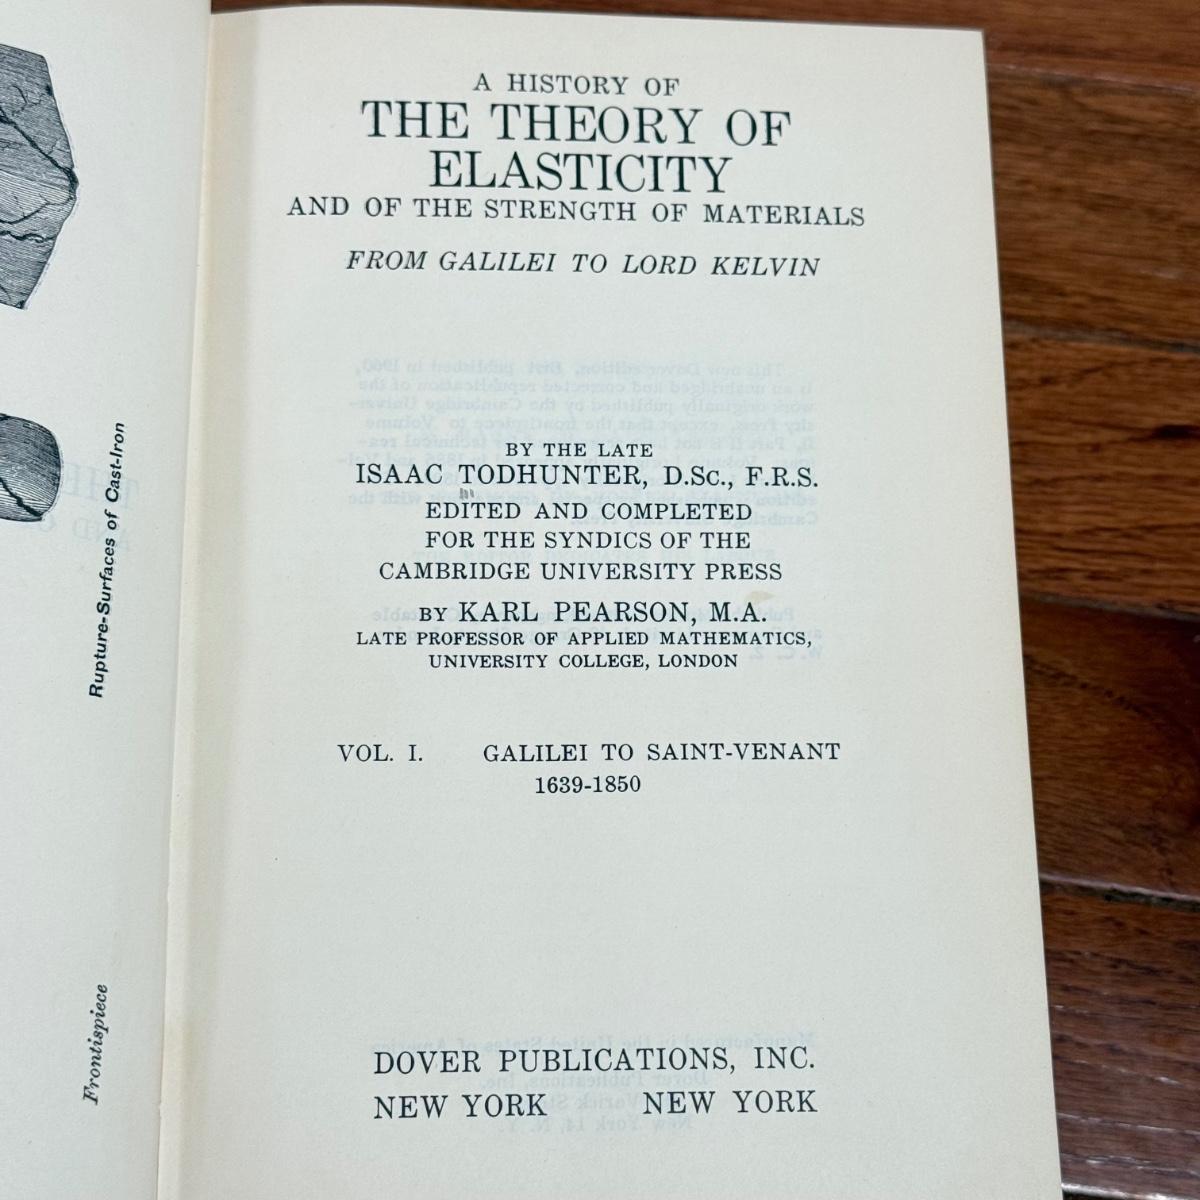 A HISTORY OF
THE THEORY OF
ELASTICITY
AND OF THE STRENGTH OF MATERIALS
FROM GALILEI TO LORD KELVIN
BY THE LATE
ISAAC TODHUNTER, D.Sc., F.R.S.
EDITED AND COMPLETED
FOR THE SYNDICS OF THE
CAMBRIDGE UNIVERSITY PRESS
BY KARL PEARSON, M.A.
LATE PROFESSOR OF APPLIED MATHEMATICS,
UNIVERSITY COLLEGE, LONDON
VOL. I. GALILEI TO SAINT-VENANT
1639-1850
DOVER PUBLICATIONS, INC.
NEW YORK NEW YORK
Rupture-Surfaces of Cast-Iron
Frontispiece